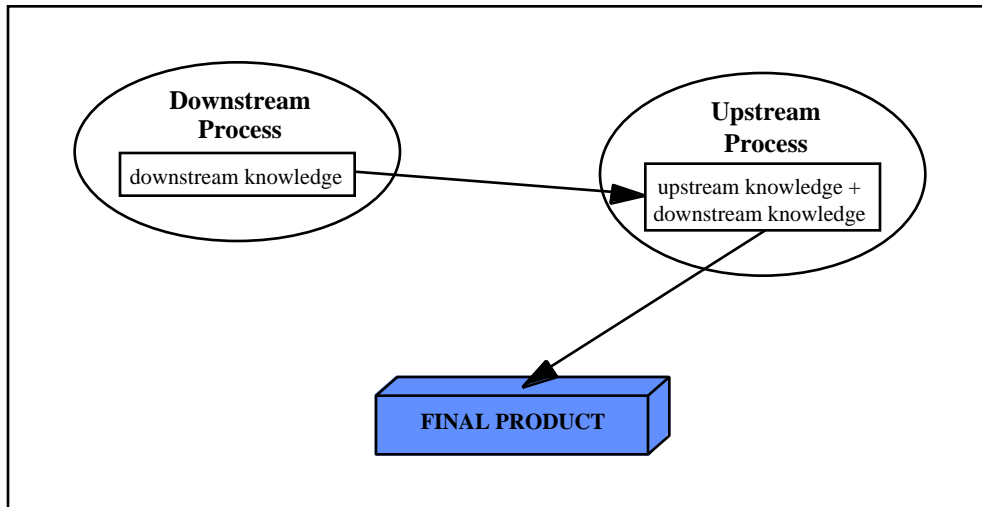 Downstream
Process
downstream knowledge
Upstream
Process
upstream knowledge +
downstream knowledge
FINAL PRODUCT